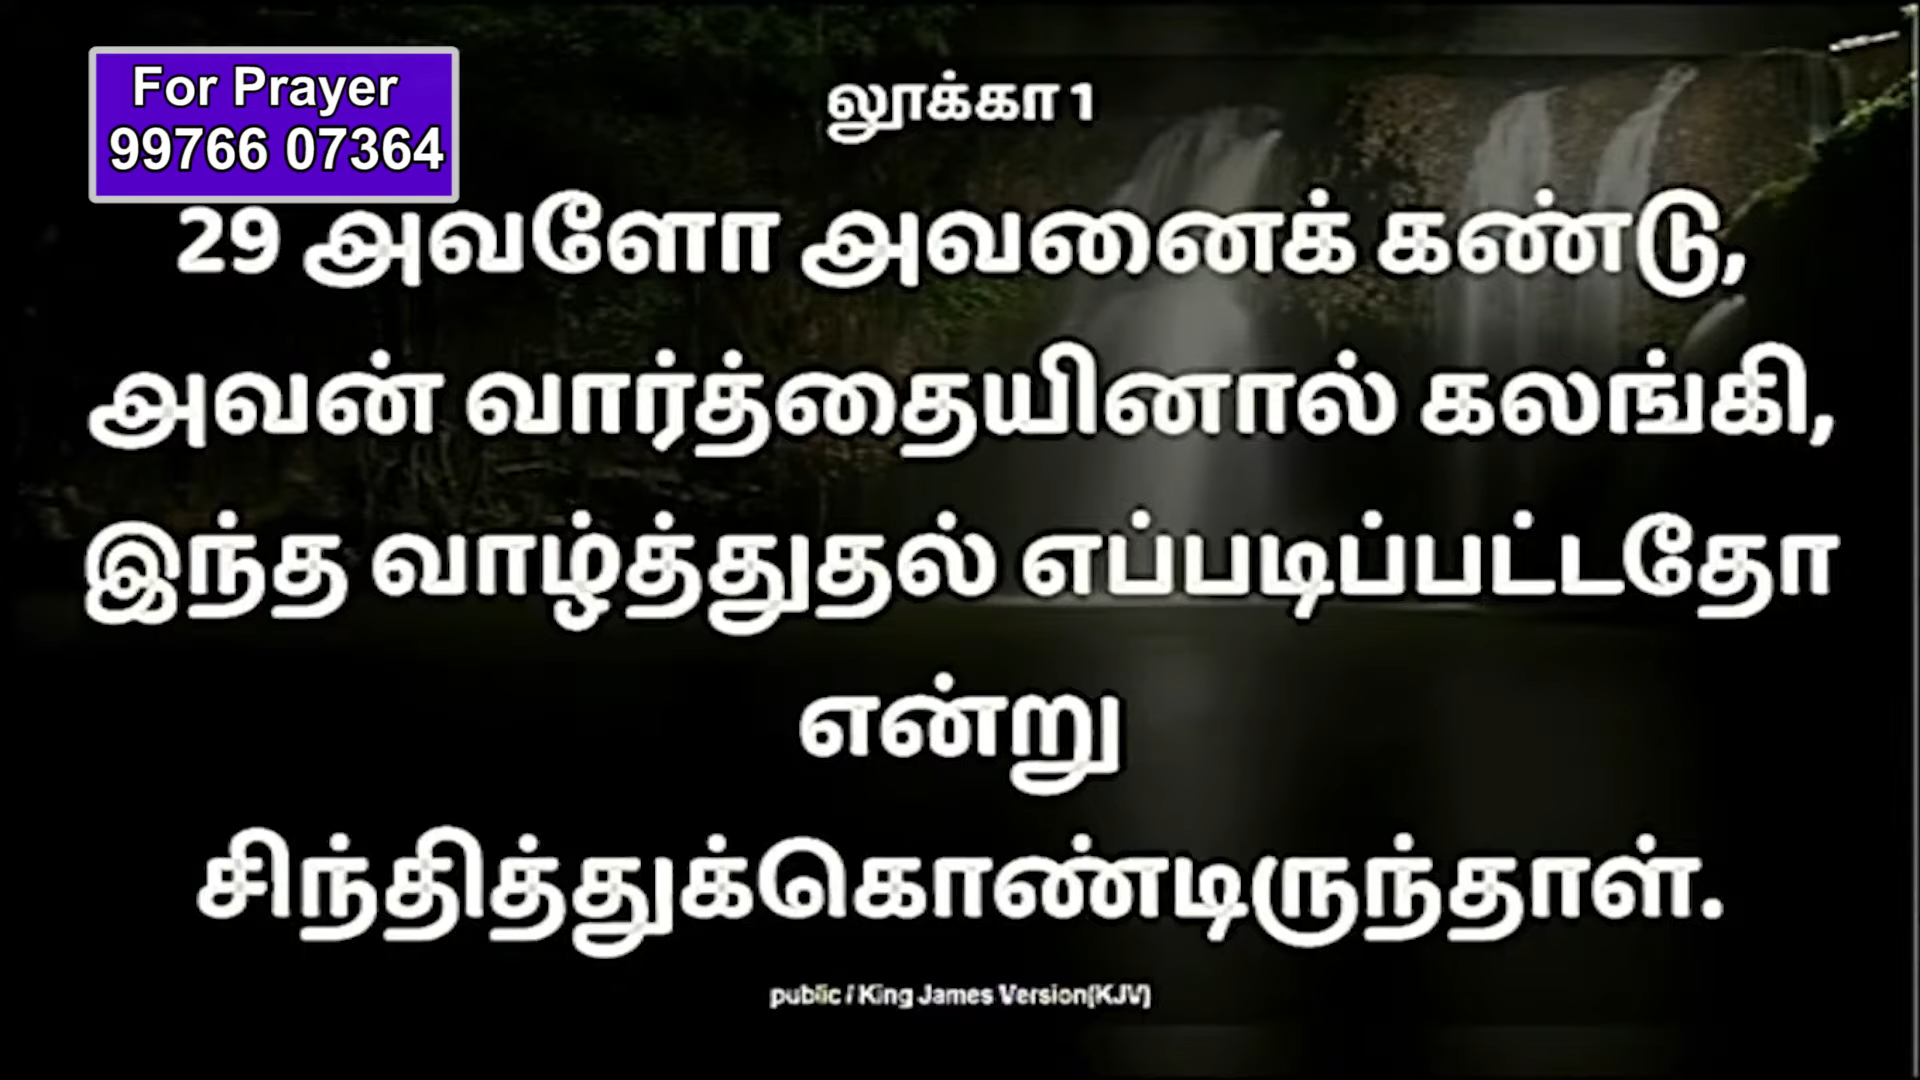 For Prayer
99766 07364
லூக்கா 1
29 அவளோ அவனைக் கண்டு,
அவன் வார்த்தையினால் கலங்கி,
இந்த வாழ்த்துதல் எப்படிப்பட்டதோ
என்று
சிந்தித்துக்கொண்டிருந்தாள்.
public / King James Version(KJV)